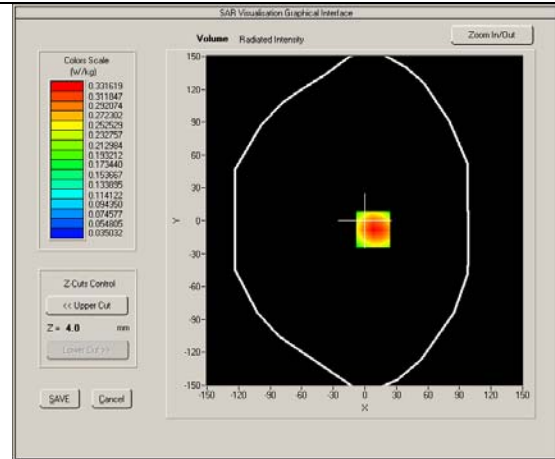 SAR Visualisation Graphical Interface
Volume Radiated Intensity
Zoom In/Out
Colors Scale
(W/kg)
0.331619
0.311847
0.292074
0.272302
0.252529
0.232757
0.212984
0.193212
0.173440
0.153667
0.133895
0.114122
0.094350
0.074577
0.054805
0.035032
Z-Cuts Control
<< Upper Cut
Z = 4.0 mm
Lower Cut >>
SAVE Cancel
Y
150
120
90
60
30
0
-30
-60
-90
-120
-150
-150 -120 -90 -60 -30 0 30 60 90 120 150
X